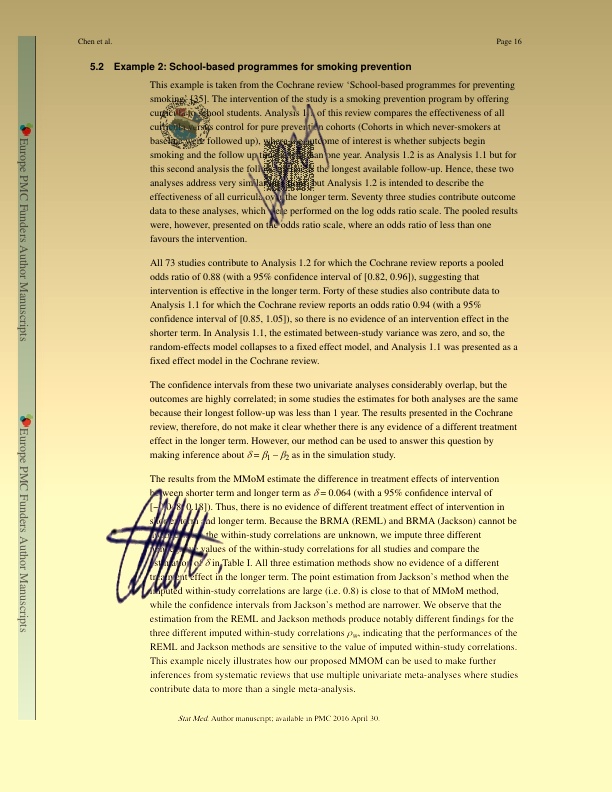 Chen et al.
Page 16
5.2 Example 2: School-based programmes for smoking prevention
This example is taken from the Cochrane review ‘School-based programmes for preventing
smoking’ [35]. The intervention of the study is a smoking prevention program by offering
curricula to school students. Analysis 1.1 of this review compares the effectiveness of all
curricula versus control for pure prevention cohorts (Cohorts in which never-smokers at
baseline were followed up), where outcome of interest is whether subjects begin
smoking and the follow up than one year. Analysis 1.2 is as Analysis 1.1 but for
this second analysis the follow the longest available follow-up. Hence, these two
analyses address very similar but Analysis 1.2 is intended to describe the
effectiveness of all curricula over the longer term. Seventy three studies contribute outcome
data to these analyses, which were performed on the log odds ratio scale. The pooled results
were, however, presented on the odds ratio scale, where an odds ratio of less than one
favours the intervention.
All 73 studies contribute to Analysis 1.2 for which the Cochrane review reports a pooled
odds ratio of 0.88 (with a 95% confidence interval of [0.82, 0.96]), suggesting that
intervention is effective in the longer term. Forty of these studies also contribute data to
Analysis 1.1 for which the Cochrane review reports an odds ratio 0.94 (with a 95%
confidence interval of [0.85, 1.05]), so there is no evidence of an intervention effect in the
shorter term. In Analysis 1.1, the estimated between-study variance was zero, and so, the
random-effects model collapses to a fixed effect model, and Analysis 1.1 was presented as a
fixed effect model in the Cochrane review.
The confidence intervals from these two univariate analyses considerably overlap, but the
outcomes are highly correlated; in some studies the estimates for both analyses are the same
because their longest follow-up was less than 1 year. The results presented in the Cochrane
review, therefore, do not make it clear whether there is any evidence of a different treatment
effect in the longer term. However, our method can be used to answer this question by
making inference about δ = β1 − β2 as in the simulation study.
The results from the MMoM estimate the difference in treatment effects of intervention
between shorter term and longer term as δ = 0.064 (with a 95% confidence interval of
0.18]). Thus, there is no evidence of different treatment effect of intervention in
shorter term and longer term. Because the BRMA (REML) and BRMA (Jackson) cannot be
the within-study correlations are unknown, we impute three different
values of the within-study correlations for all studies and compare the
estimation of δ in Table I. All three estimation methods show no evidence of a different
treatment effect in the longer term. The point estimation from Jackson’s method when the
imputed within-study correlations are large (i.e. 0.8) is close to that of MMoM method,
while the confidence intervals from Jackson’s method are narrower. We observe that the
estimation from the REML and Jackson methods produce notably different findings for the
three different imputed within-study correlations ρw, indicating that the performances of the
REML and Jackson methods are sensitive to the value of imputed within-study correlations.
This example nicely illustrates how our proposed MMOM can be used to make further
inferences from systematic reviews that use multiple univariate meta-analyses where studies
contribute data to more than a single meta-analysis.
Stat Med. Author manuscript; available in PMC 2016 April 30.
Europe PMC Funders Author Manuscripts
Europe PMC Funders Author Manuscripts